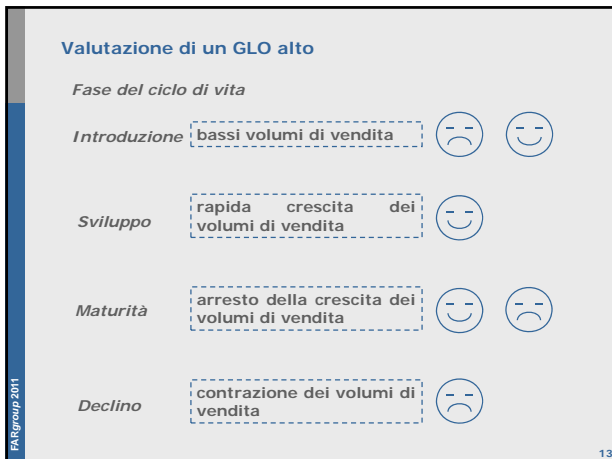 Valutazione di un GLO alto
Fase del ciclo di vita
Introduzione
bassi volumi di vendita
Sviluppo
rapida crescita dei
volumi di vendita
Maturità
arresto della crescita dei
volumi di vendita
Declino
contrazione dei volumi di
vendita
FARgroup 2011
13